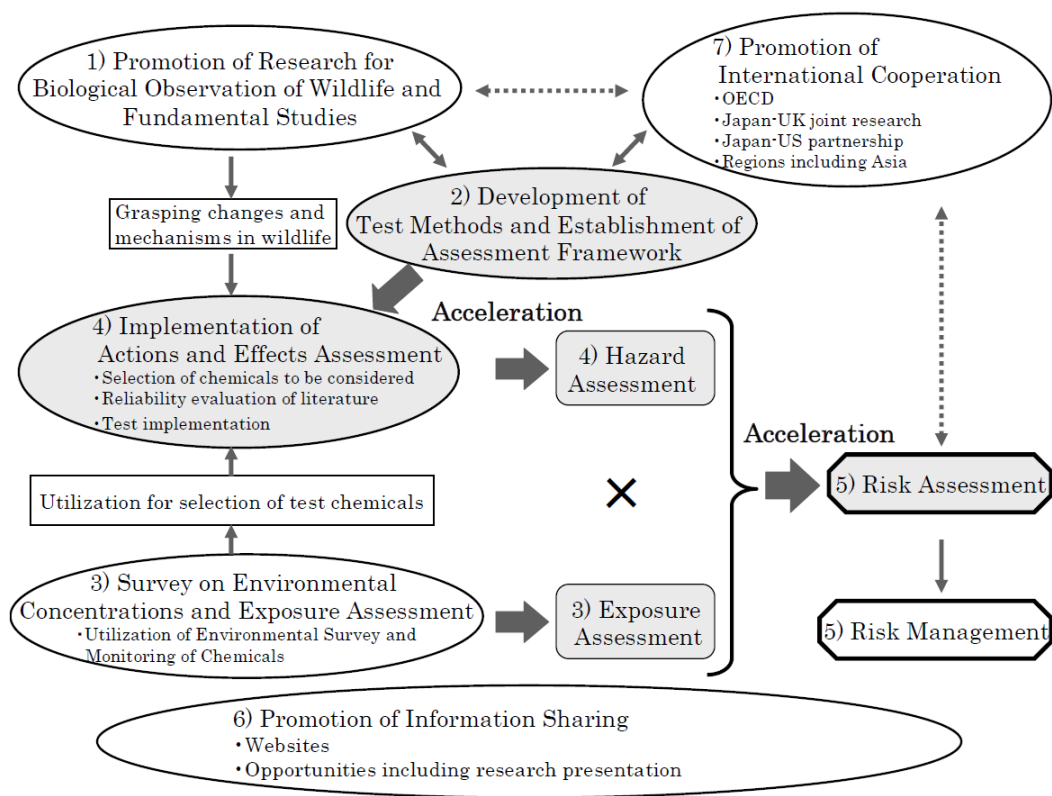 1) Promotion of Research for
Biological Observation of Wildlife and
Fundamental Studies
7) Promotion of
International Cooperation
・OECD
・Japan-UK joint research
・Japan-US partnership
・Regions including Asia
2) Development of
Test Methods and Establishment of
Assessment Framework
Grasping changes and
mechanisms in wildlife
Acceleration
4) Implementation of
Actions and Effects Assessment
・Selection of chemicals to be considered
・Reliability evaluation of literature
・Test implementation
4) Hazard
Assessment
Acceleration
×
5) Risk Assessment
Utilization for selection of test chemicals
3) Survey on Environmental
Concentrations and Exposure Assessment
・Utilization of Environmental Survey and
Monitoring of Chemicals
3) Exposure
Assessment
5) Risk Management
6) Promotion of Information Sharing
・Websites
・Opportunities including research presentation